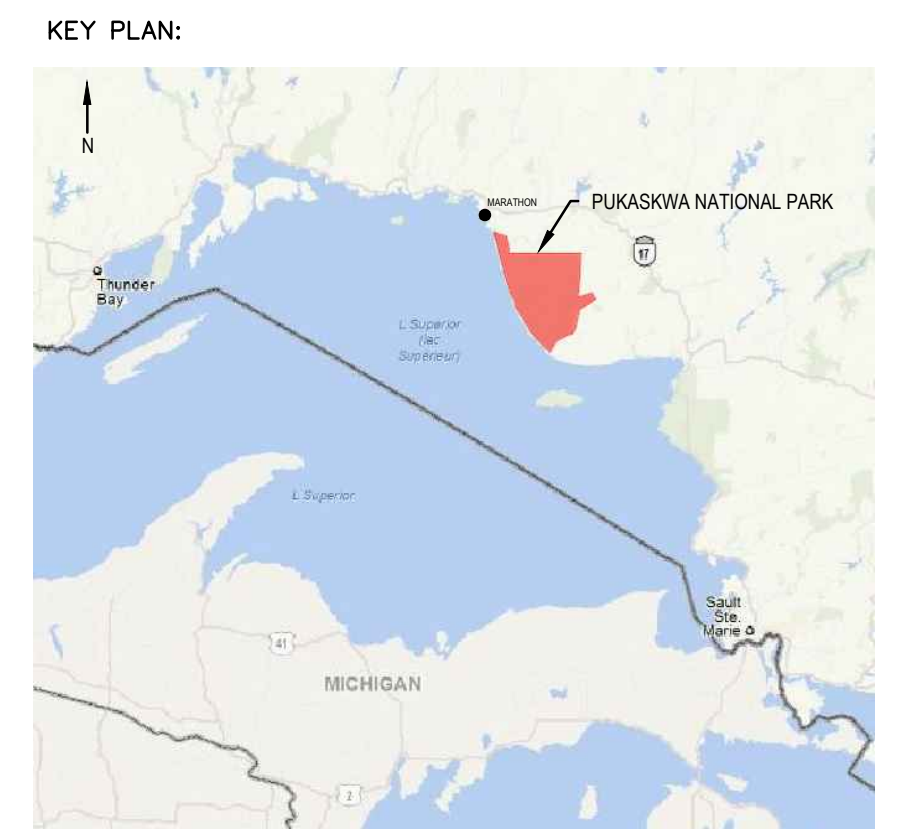 KEY PLAN:
N
MARATHON
PUKASKWA NATIONAL PARK
17
Thunder
Bay
L Superior
(lac
Supérieur)
L Superior
Sault
Ste.
Marie
41
MICHIGAN
2